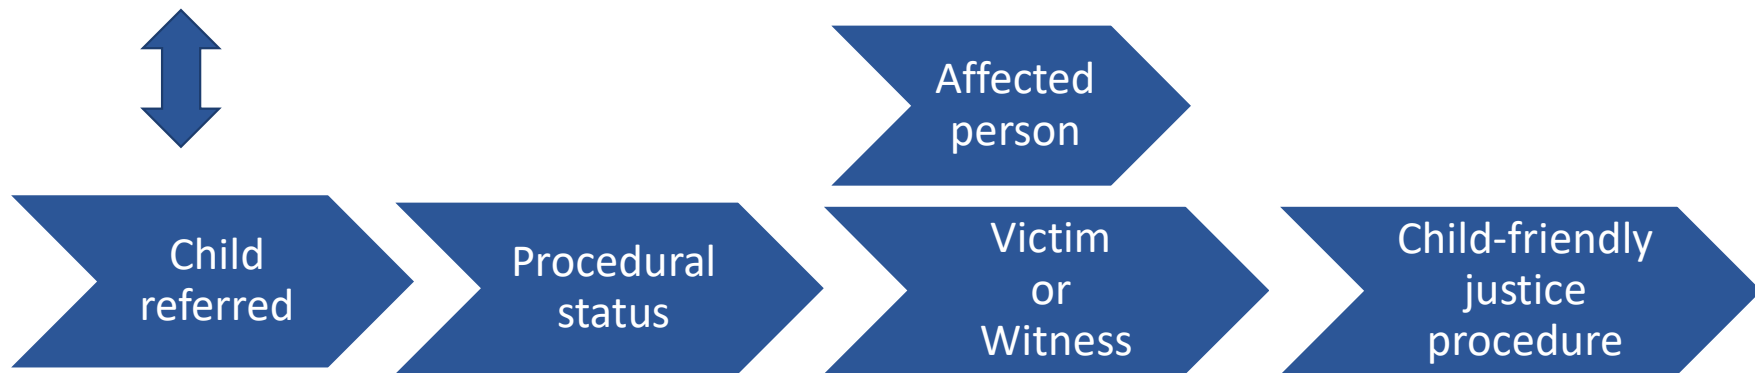 Affected
person
Child
referred
Procedural
status
Victim
or
Witness
Child-friendly
justice
procedure